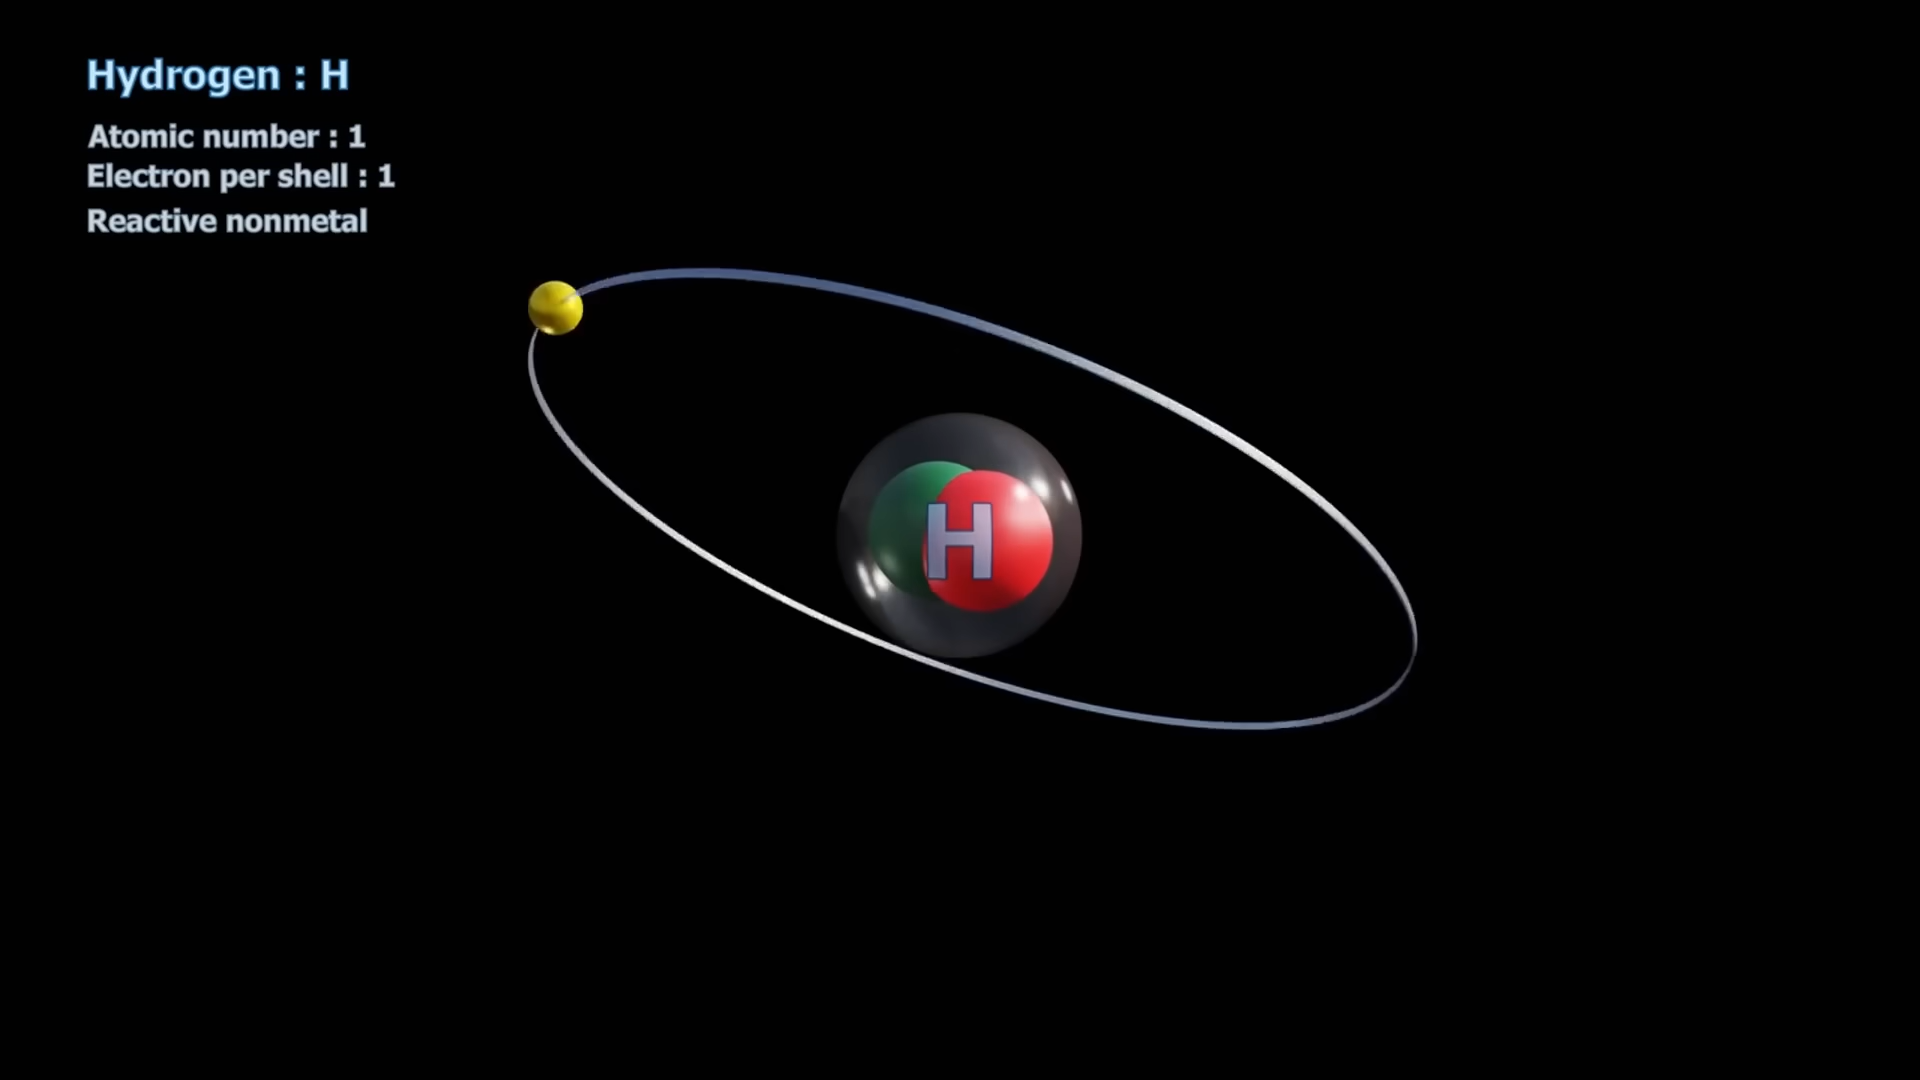 Hydrogen : H
Atomic number : 1
Electron per shell : 1
Reactive nonmetal
H